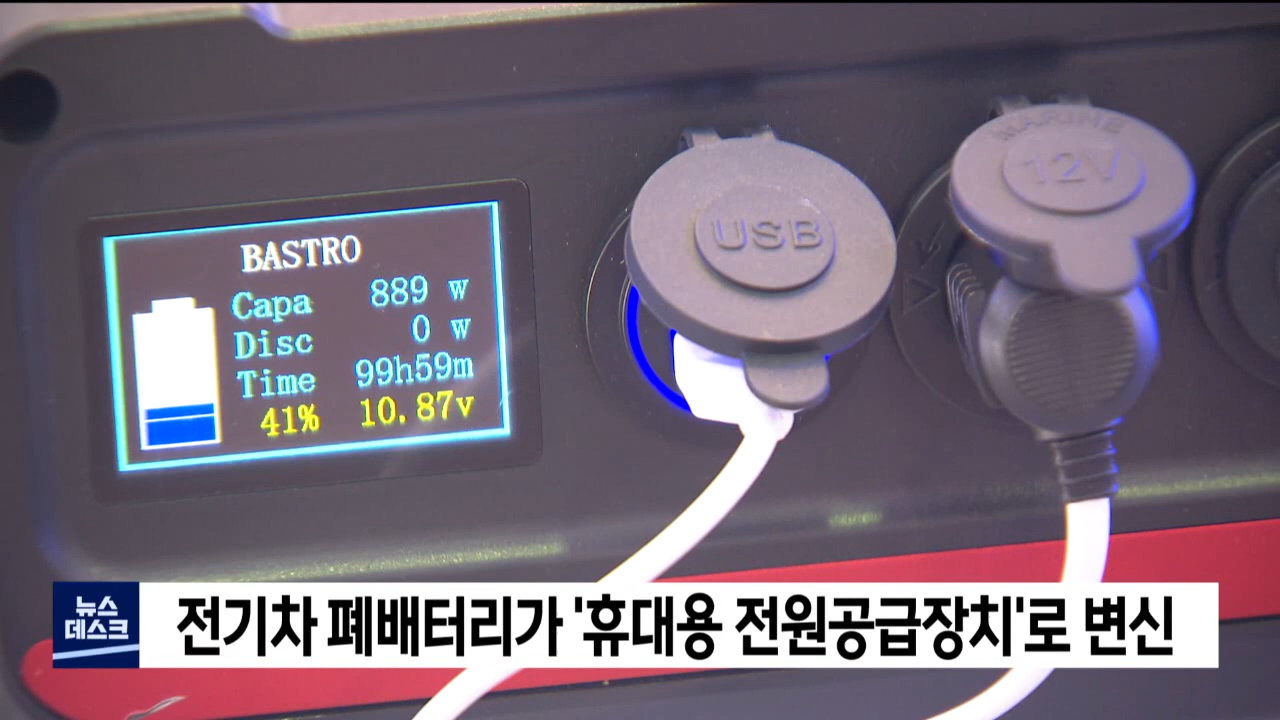 BASTRO
Capa 889 w
Disc 0 w
Time 99h59m
41% 10.87v
USB
MARINE
12V
뉴스
데스크
전기차 폐배터리가 '휴대용 전원공급장치'로 변신